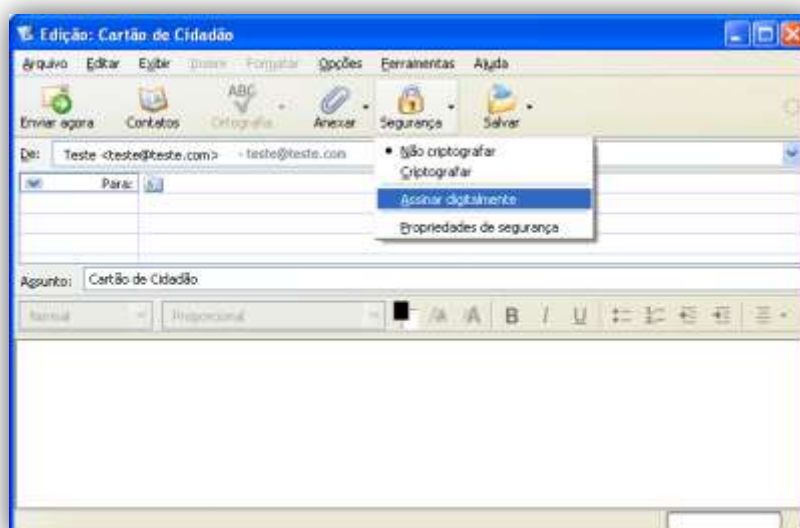 Edição: Cartão de Cidadão
Arquivo Editar Exibir Inserir Formatar Opções Ferramentas Ajuda
ABC
Enviar agora Contatos Ortografia Anexar Segurança Salvar
De: Teste <teste@teste.com> - teste@teste.com
Não criptografar
Criptografar
Para:
Assinar digitalmente
Propriedades de segurança
Assunto: Cartão de Cidadão
Normal Proporcional A A B I U